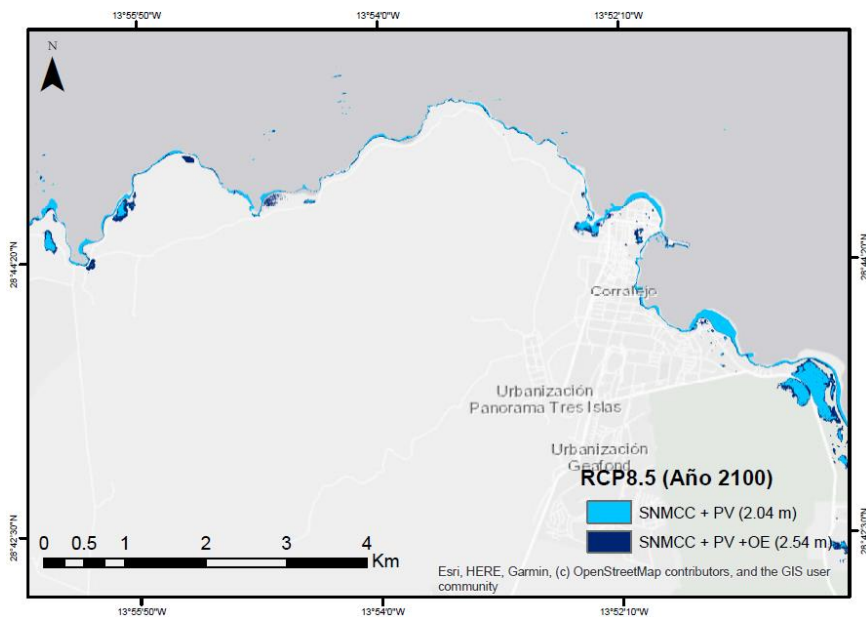 13°55'50"W 13°54'0"W 13°52'10"W
N
28°44'20"N 28°44'20"N
Corralejo
Urbanización
Panorama Tres Islas
Urbanización
Geafond
RCP8.5 (Año 2100)
SNMCC + PV (2.04 m)
SNMCC + PV +OE (2.54 m)
28°42'30"N 28°42'30"N
0 0.5 1 2 3 4
Km
Esri, HERE, Garmin, (c) OpenStreetMap contributors, and the GIS user
community
13°55'50"W 13°54'0"W 13°52'10"W